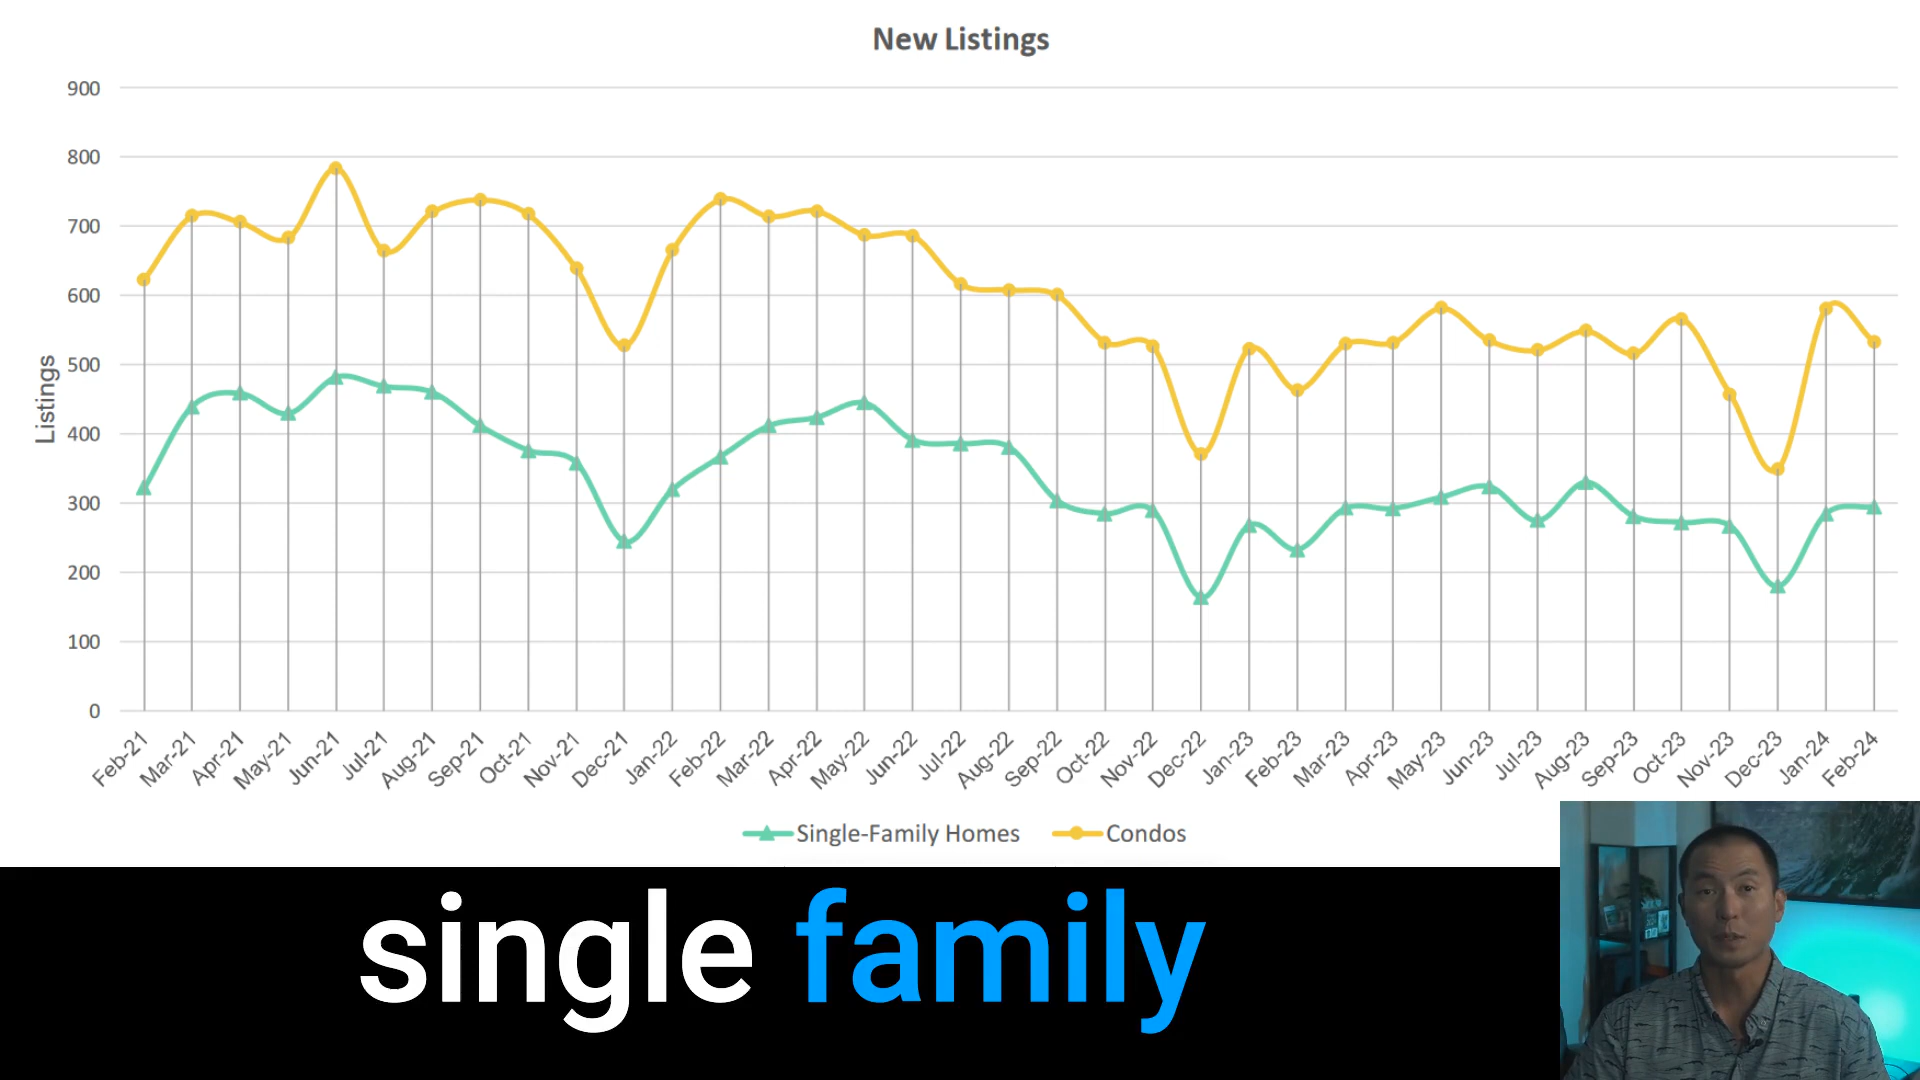 New Listings
900
800
700
600
500
400
300
200
100
0
Listings
Feb-21 Mar-21 Apr-21 May-21 Jun-21 Jul-21 Aug-21 Sep-21 Oct-21 Nov-21 Dec-21 Jan-22 Feb-22 Mar-22 Apr-22 May-22 Jun-22 Jul-22 Aug-22 Sep-22 Oct-22 Nov-22 Dec-22 Jan-23 Feb-23 Mar-23 Apr-23 May-23 Jun-23 Jul-23 Aug-23 Sep-23 Oct-23 Nov-23 Dec-23 Jan-24 Feb-24
Single-Family Homes Condos
single family